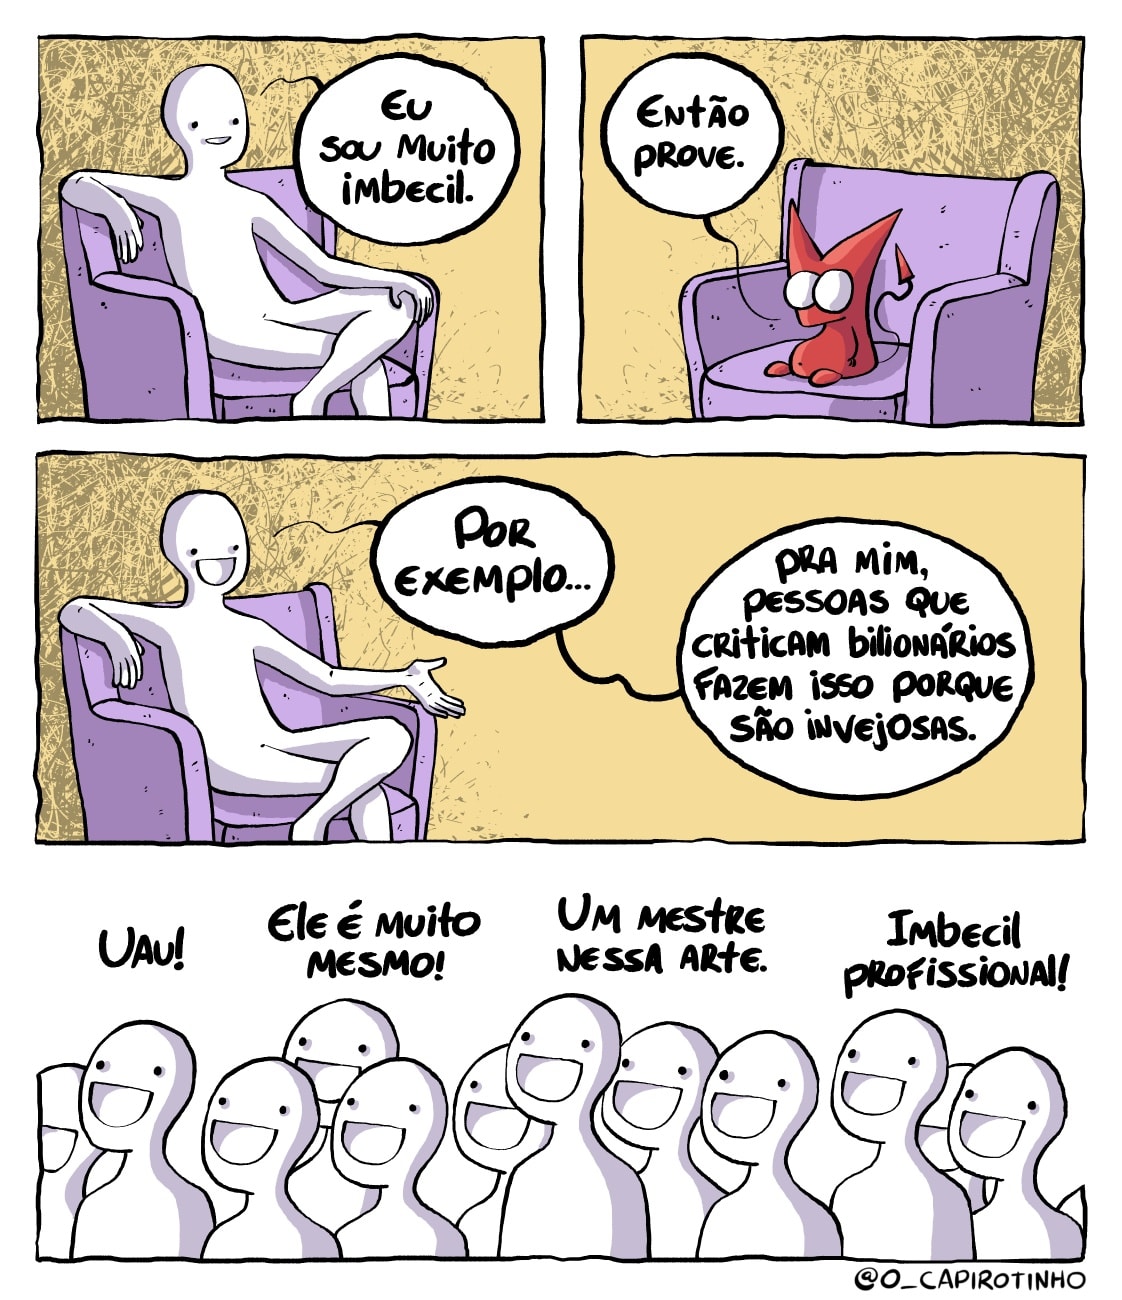 Eu
sou muito
imbecil.
Então
prove.
Por
exemplo...
pra mim,
pessoas que
criticam bilionários
fazem isso porque
são invejosas.
Uau!
Ele é muito
mesmo!
Um mestre
nessa arte.
Imbecil
profissional!
@O_CAPIROTINHO